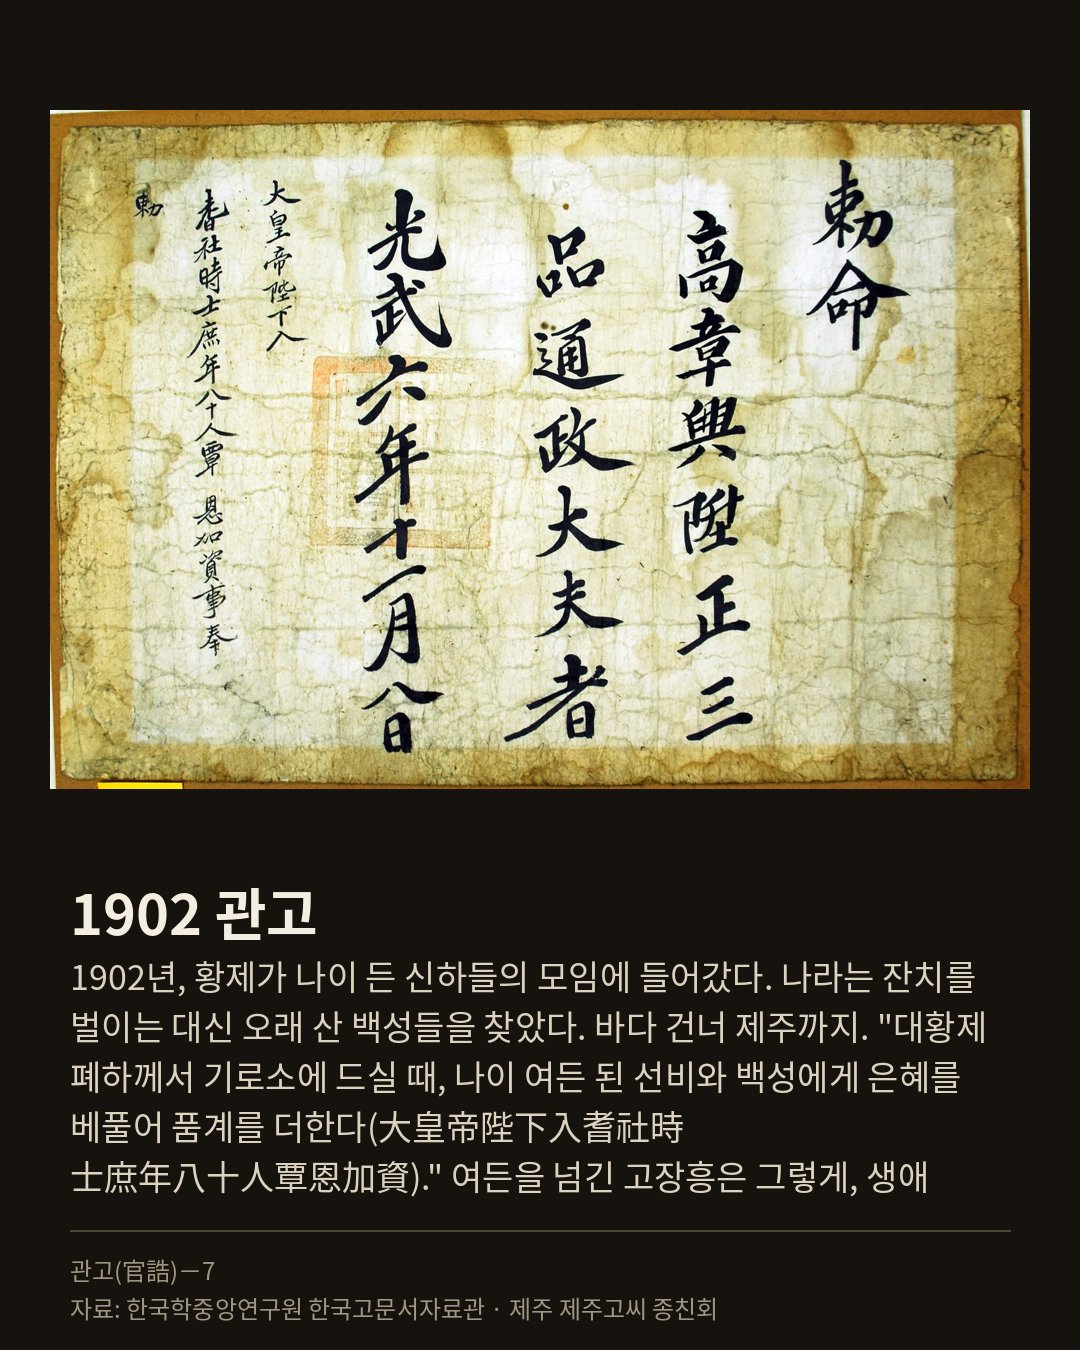 勅命
高章興陞正三
品通政大夫者
光武六年十一月八日
大皇帝陛下入
耆社時士庶年八十人覃 恩加資事奉
勅
1902 관고
1902년, 황제가 나이 든 신하들의 모임에 들어갔다. 나라는 잔치를
벌이는 대신 오래 산 백성들을 찾았다. 바다 건너 제주까지. "대황제
폐하께서 기로소에 드실 때, 나이 여든 된 선비와 백성에게 은혜를
베풀어 품계를 더한다(大皇帝陛下入耆社時
士庶年八十人覃恩加資)." 여든을 넘긴 고장흥은 그렇게, 생애
관고(官誥)－7
자료: 한국학중앙연구원 한국고문서자료관 · 제주 제주고씨 종친회